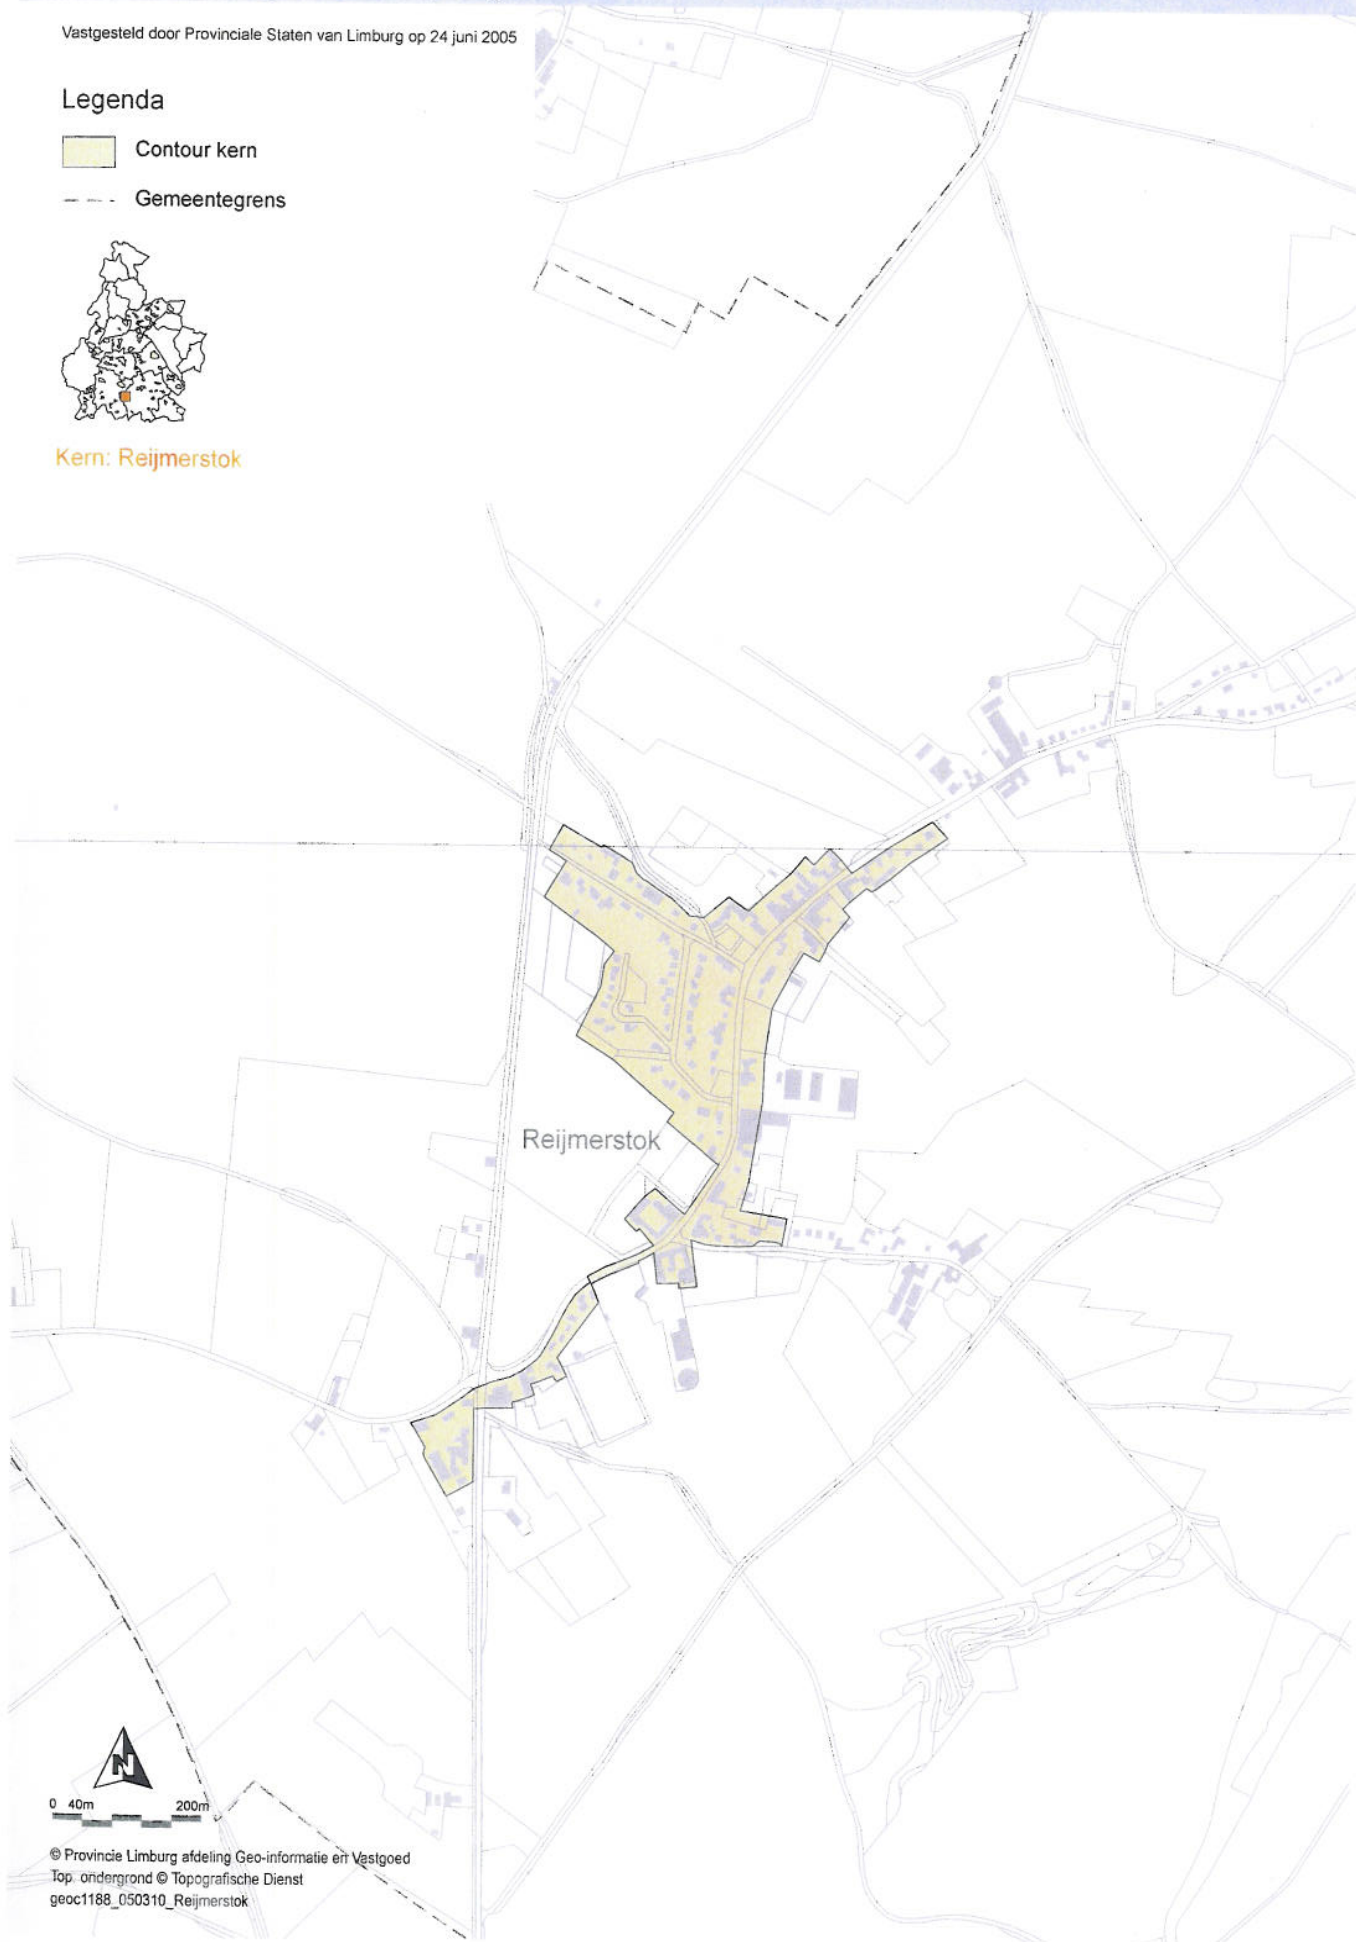 Vastgesteld door Provinciale Staten van Limburg op 24 juni 2005
Legenda
Contour kern
Gemeentegrens
Kern: Reijmerstok
Reijmerstok
N
0 40m 200m
© Provincie Limburg afdeling Geo-informatie en Vastgoed
Top. ondergrond © Topografische Dienst
geoc1188_050310_Reijmerstok